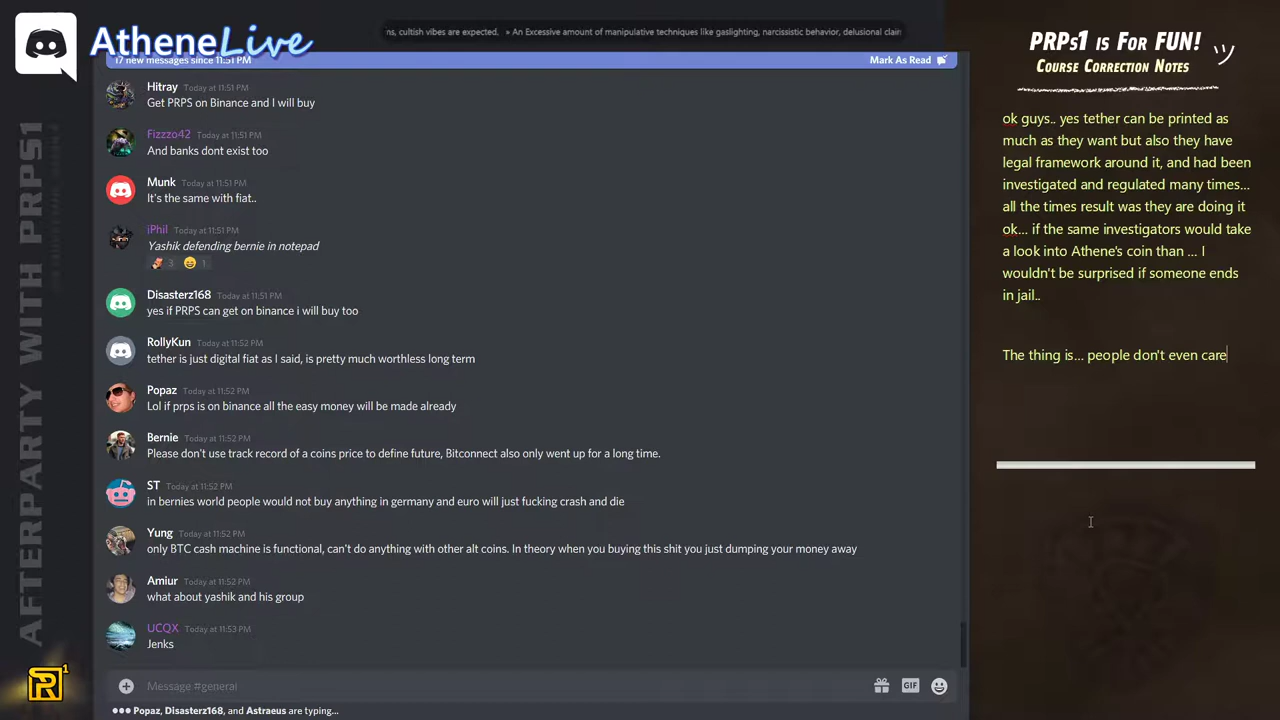 AtheneLive
ns, cultish vibes are expected. » An Excessive amount of manipulative techniques like gaslighting, narcissistic behavior, delusional clain
17 new messages since 11:51 PM
Mark As Read
Hitray Today at 11:51 PM
Get PRPS on Binance and I will buy
Fizzzo42 Today at 11:51 PM
And banks dont exist too
Munk Today at 11:51 PM
It's the same with fiat..
iPhil Today at 11:51 PM
Yashik defending bernie in notepad
3 1
Disasterz168 Today at 11:51 PM
yes if PRPS can get on binance i will buy too
RollyKun Today at 11:52 PM
tether is just digital fiat as I said, is pretty much worthless long term
Popaz Today at 11:52 PM
Lol if prps is on binance all the easy money will be made already
Bernie Today at 11:52 PM
Please don't use track record of a coins price to define future, Bitconnect also only went up for a long time.
ST Today at 11:52 PM
in bernies world people would not buy anything in germany and euro will just fucking crash and die
Yung Today at 11:52 PM
only BTC cash machine is functional, can't do anything with other alt coins. In theory when you buying this shit you just dumping your money away
Amiur Today at 11:52 PM
what about yashik and his group
UCQX Today at 11:53 PM
Jenks
Message #general
GIF
Popaz, Disasterz168, and Astraeus are typing...
AFTERPARTY WITH PRPS1
R1
PRPs1 is For FUN! ツ
Course Correction Notes
ok guys.. yes tether can be printed as
much as they want but also they have
legal framework around it, and had been
investigated and regulated many times...
all the times result was they are doing it
ok... if the same investigators would take
a look into Athene's coin than ... I
wouldn't be surprised if someone ends
in jail..
The thing is... people don't even care